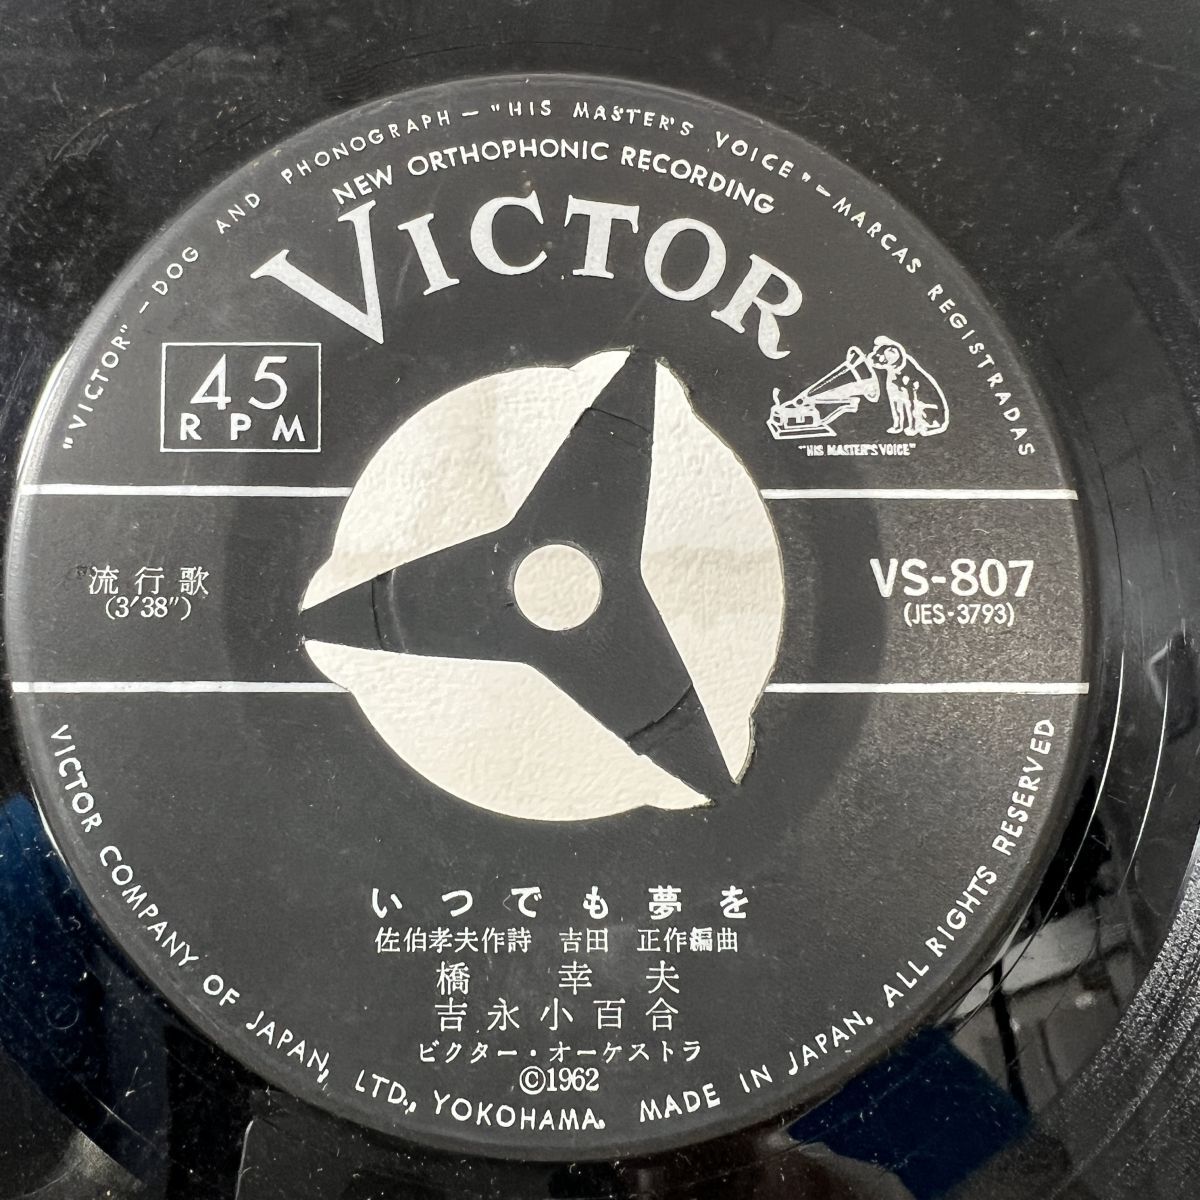 "VICTOR" — DOG AND PHONOGRAPH — "HIS MASTER'S VOICE" — MARCAS REGISTRADAS
NEW ORTHOPHONIC RECORDING
VICTOR
45
RPM
"HIS MASTER'S VOICE"
流行歌
(3'38")
VS-807
(JES-3793)
いつでも夢を
佐伯孝夫作詩 吉田 正作編曲
橋 幸夫
吉永小百合
ビクター・オーケストラ
©1962
VICTOR COMPANY OF JAPAN, LTD., YOKOHAMA. MADE IN JAPAN. ALL RIGHTS RESERVED